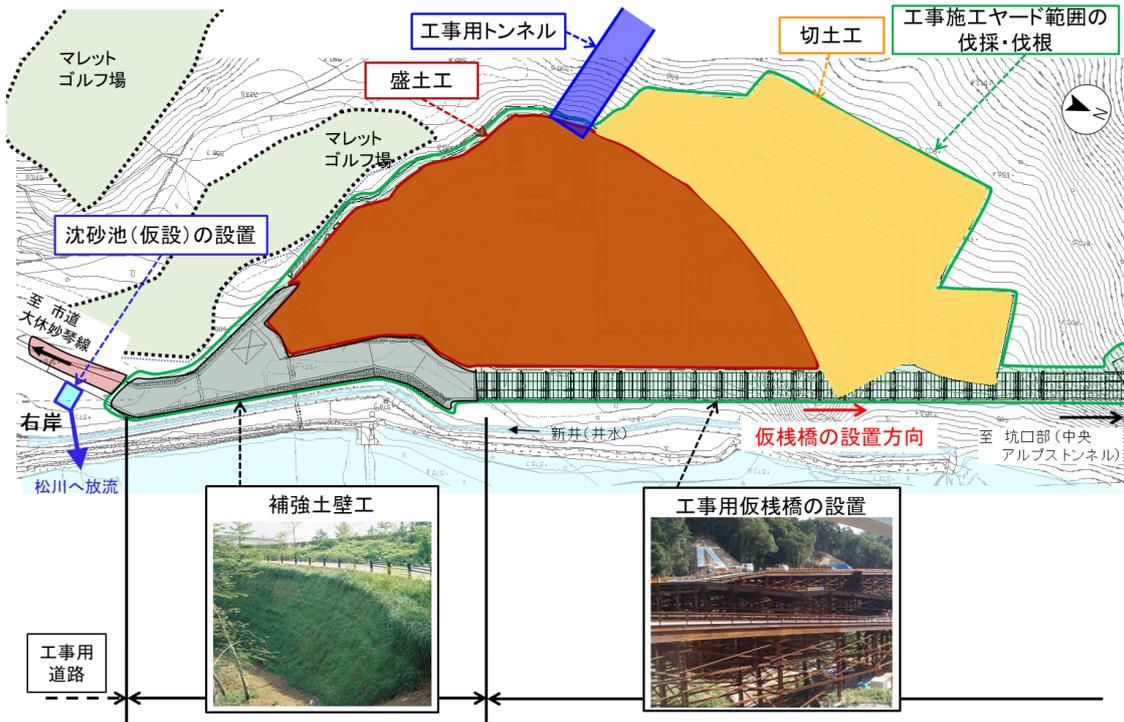 マレット
ゴルフ場
工事用トンネル
切土工
工事施工ヤード範囲の
伐採・伐根
盛土工
マレット
ゴルフ場
N
沈砂池（仮設）の設置
至 市道
大休妙琴線
右岸
松川へ放流
新井（井水）
仮桟橋の設置方向
至 坑口部（中央
アルプストンネル）
補強土壁工
工事用仮桟橋の設置
工事用
道路